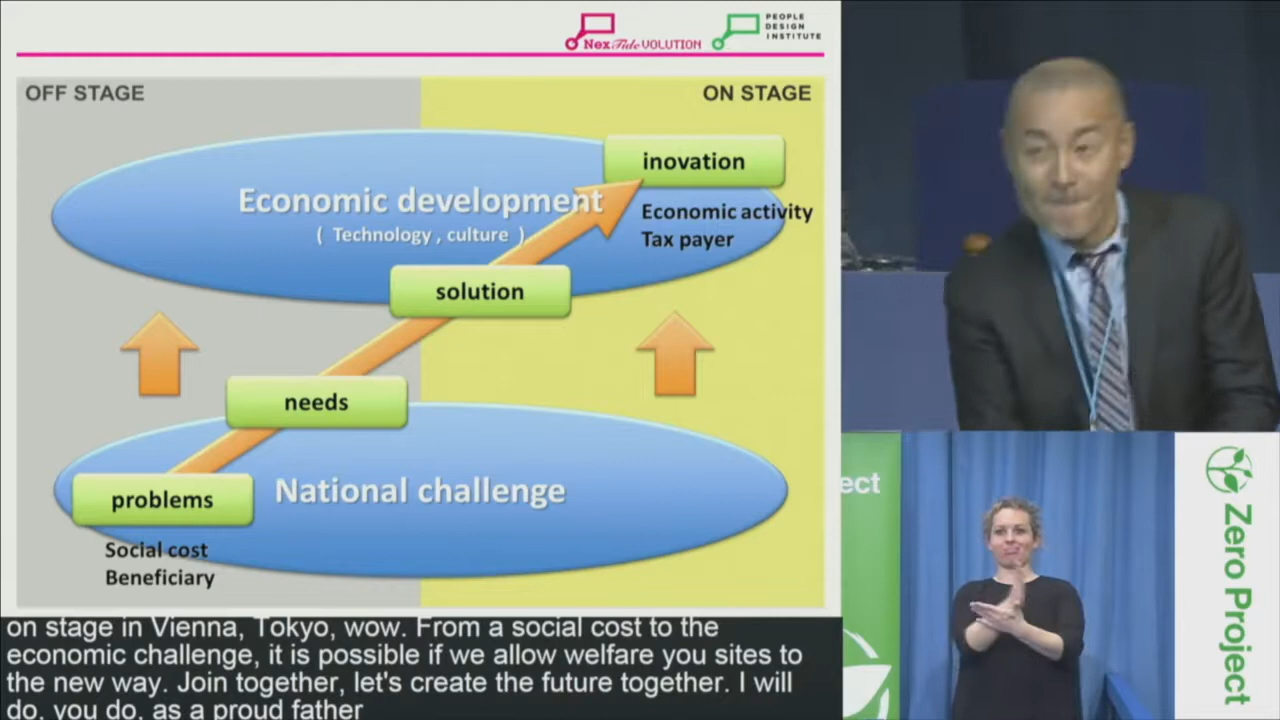 NexTide VOLUTION
PEOPLE
DESIGN
INSTITUTE
OFF STAGE
ON STAGE
inovation
Economic development
( Technology , culture )
Economic activity
Tax payer
solution
needs
problems
National challenge
Social cost
Beneficiary
on stage in Vienna, Tokyo, wow. From a social cost to the
economic challenge, it is possible if we allow welfare you sites to
the new way. Join together, let's create the future together. I will
do, you do, as a proud father
ect
Zero Project